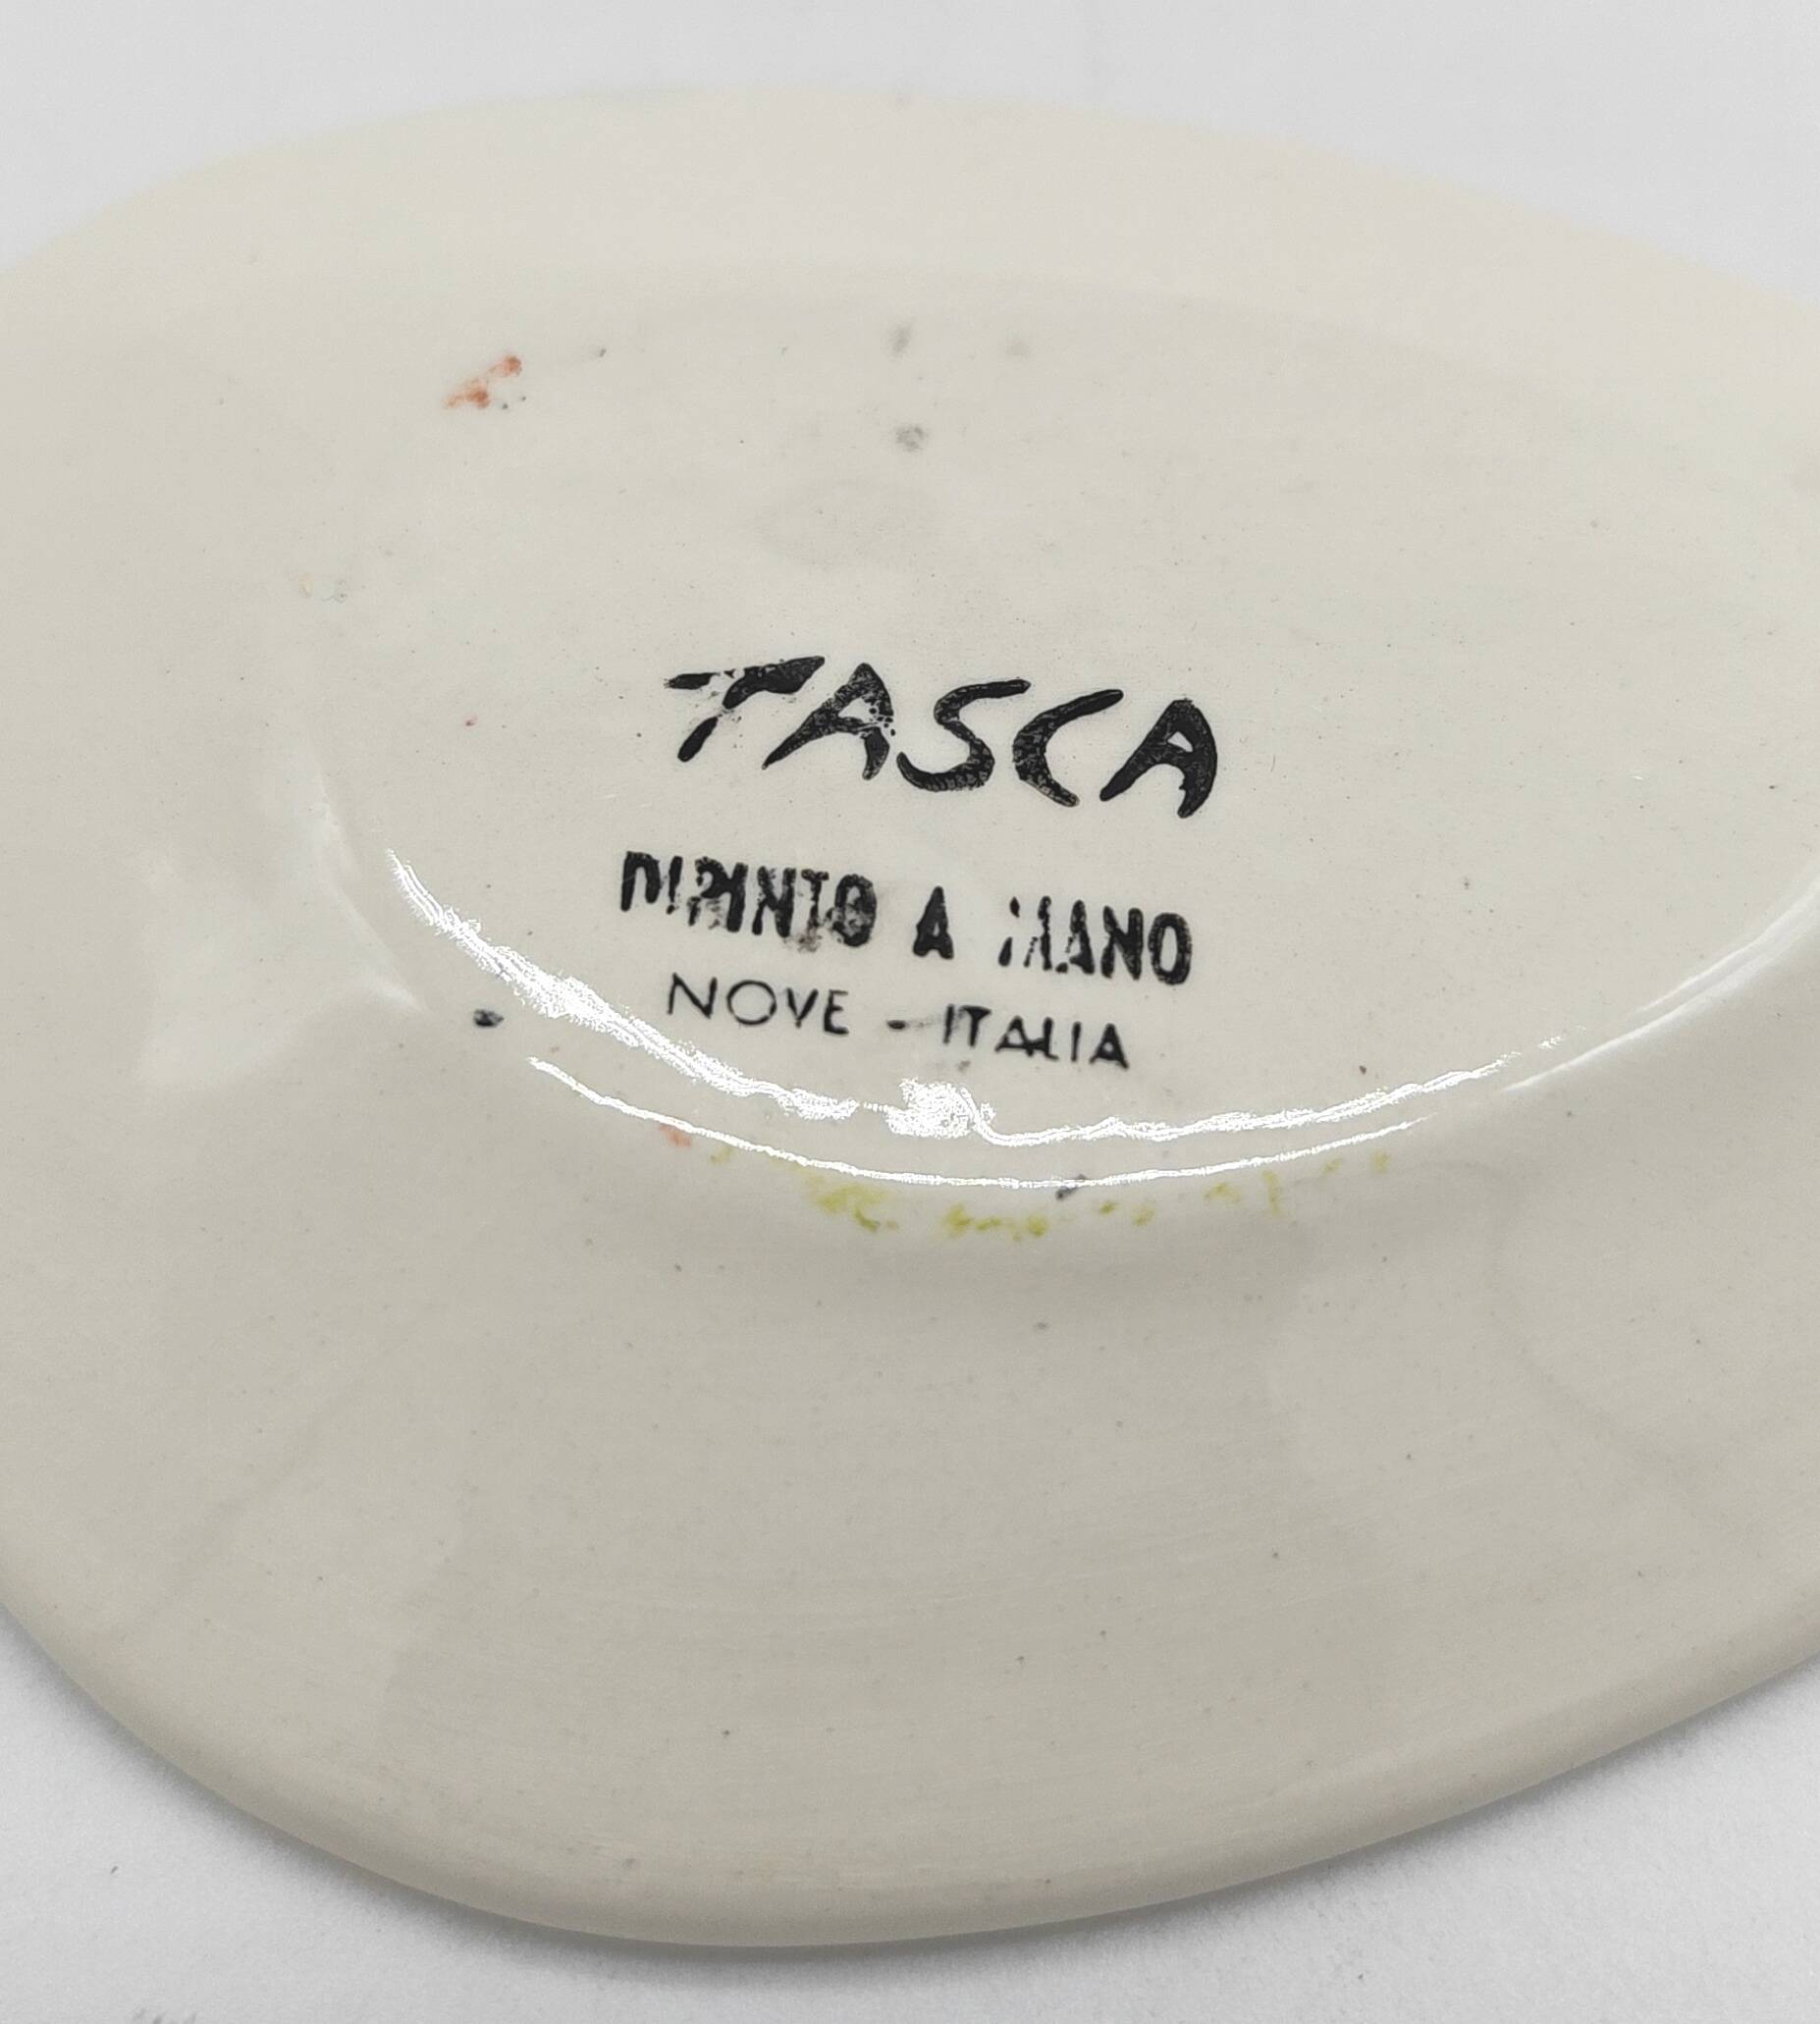 TASCA
DIPINTO A MANO
NOVE - ITALIA